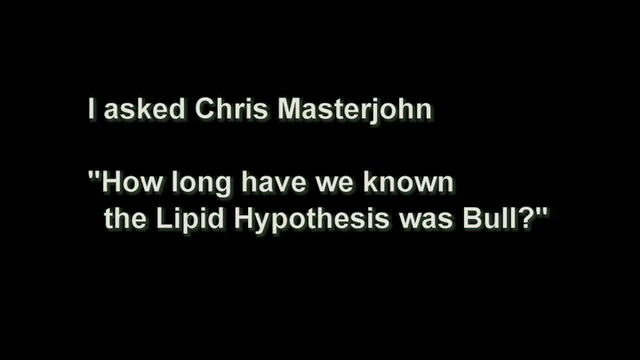 I asked Chris Masterjohn
"How long have we known
the Lipid Hypothesis was Bull?"